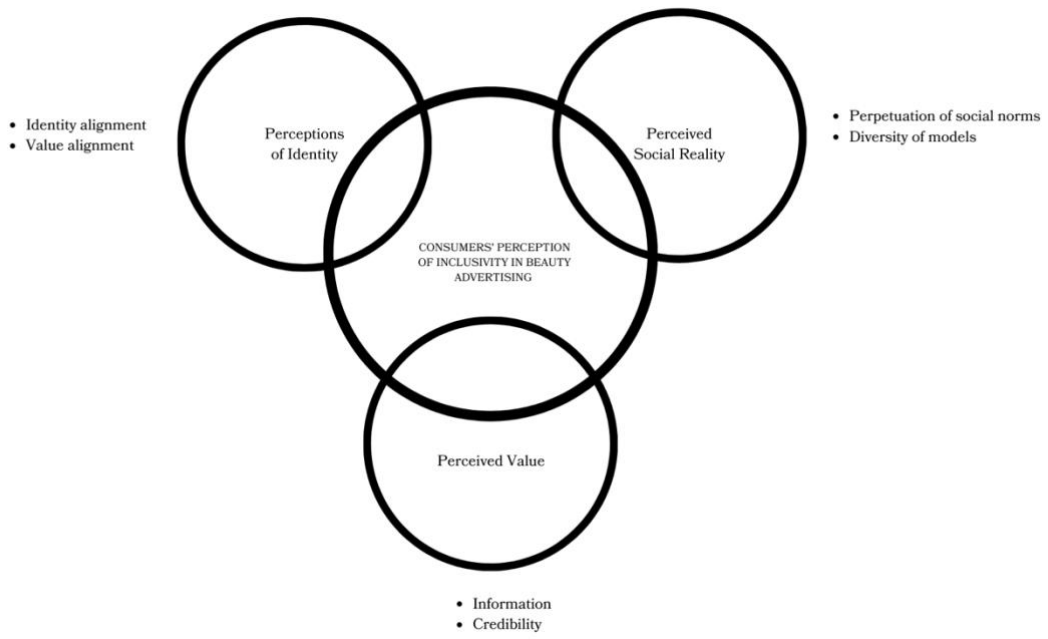 • Identity alignment
• Value alignment
Perceptions
of Identity
Perceived
Social Reality
• Perpetuation of social norms
• Diversity of models
CONSUMERS' PERCEPTION
OF INCLUSIVITY IN BEAUTY
ADVERTISING
Perceived Value
• Information
• Credibility